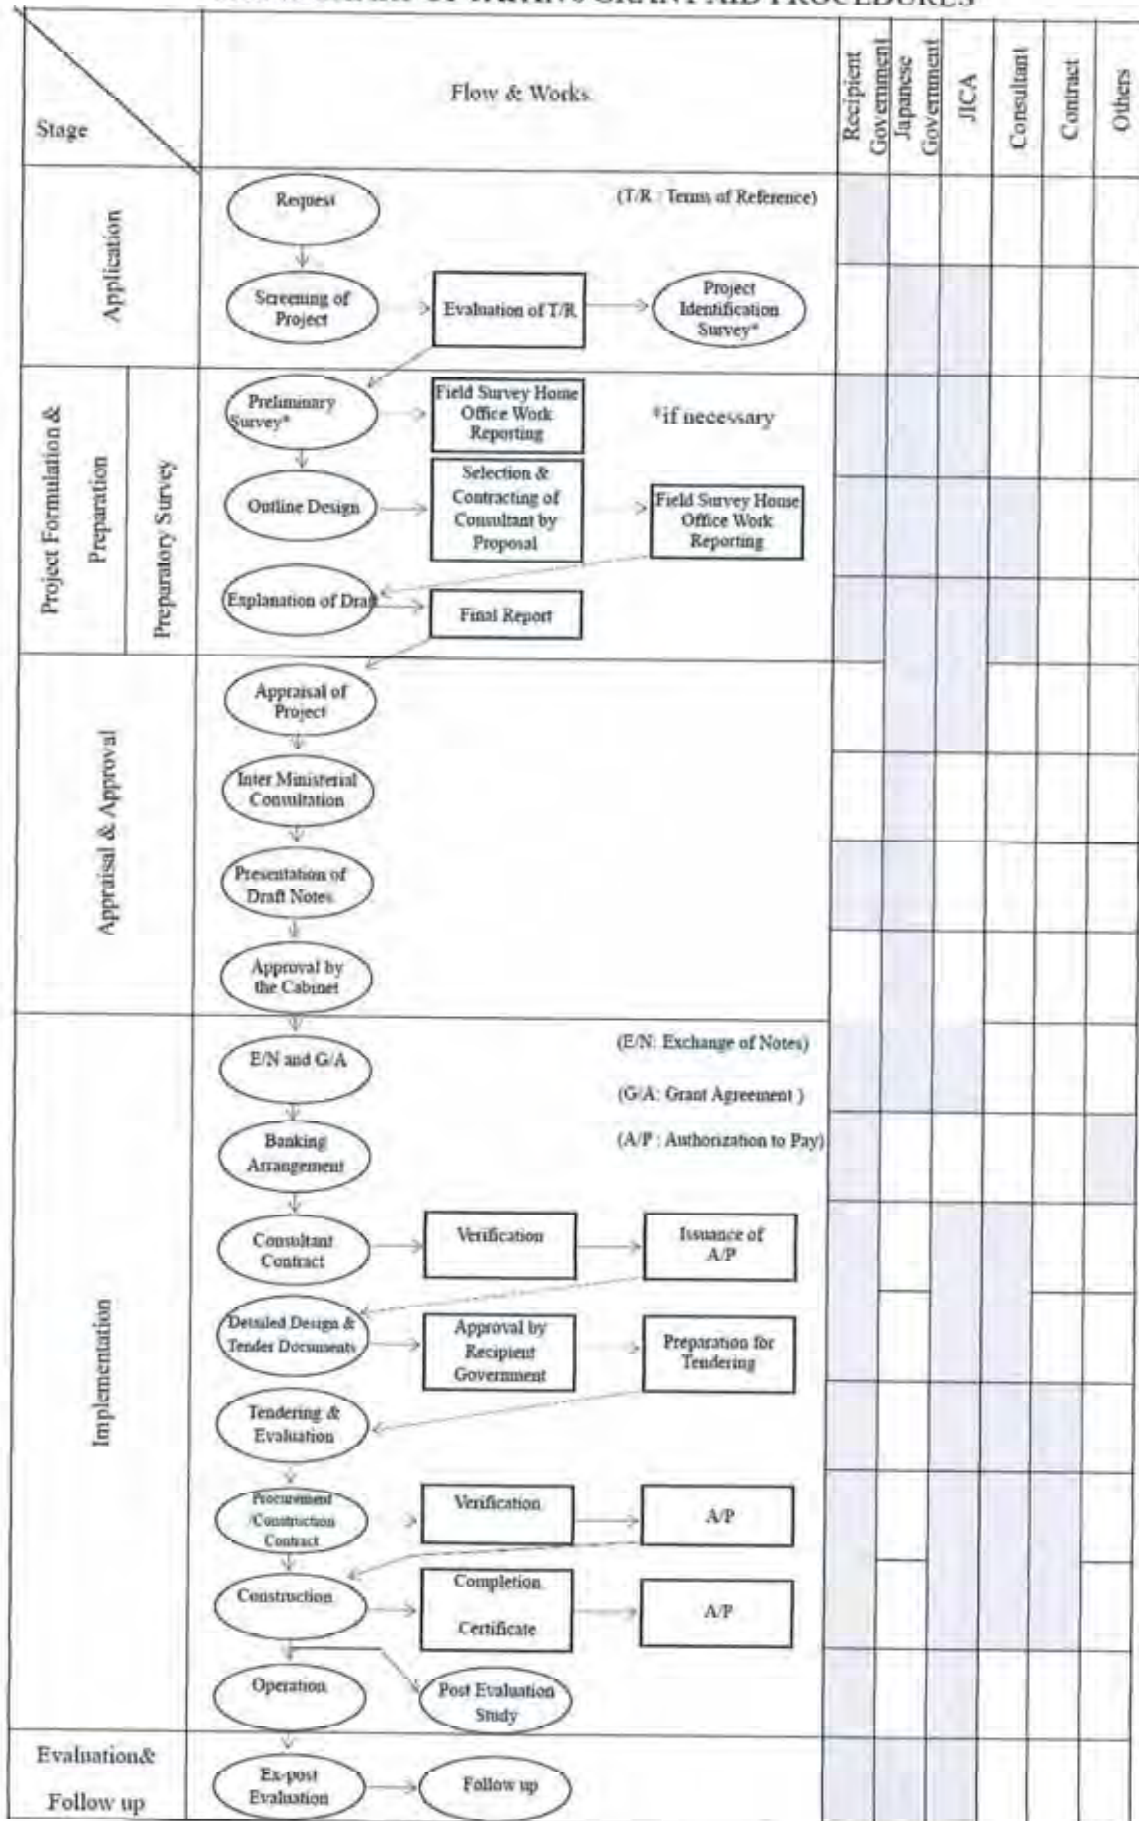 GRANT AID PROCEDURES
Stage
Flow & Works
Recipient
Government
Japanese
Government
JICA
Consultant
Contract
Others
Application
Request
(T/R : Terms of Reference)
Screening of
Project
Evaluation of T/R
Project
Identification
Survey*
Project Formulation &
Preparation
Preparatory Survey
Preliminary
Survey*
Field Survey Home
Office Work
Reporting
*if necessary
Outline Design
Selection &
Contracting of
Consultant by
Proposal
Field Survey Home
Office Work
Reporting
Explanation of Draft
Final Report
Appraisal & Approval
Appraisal of
Project
Inter Ministerial
Consultation
Presentation of
Draft Notes
Approval by
the Cabinet
Implementation
E/N and G/A
(E/N: Exchange of Notes)
(G/A: Grant Agreement )
Banking
Arrangement
(A/P : Authorization to Pay)
Consultant
Contract
Verification
Issuance of
A/P
Detailed Design &
Tender Documents
Approval by
Recipient
Government
Preparation for
Tendering
Tendering &
Evaluation
Procurement
/Construction
Contract
Verification
A/P
Construction
Completion
Certificate
A/P
Operation
Post Evaluation
Study
Evaluation&
Follow up
Ex-post
Evaluation
Follow up